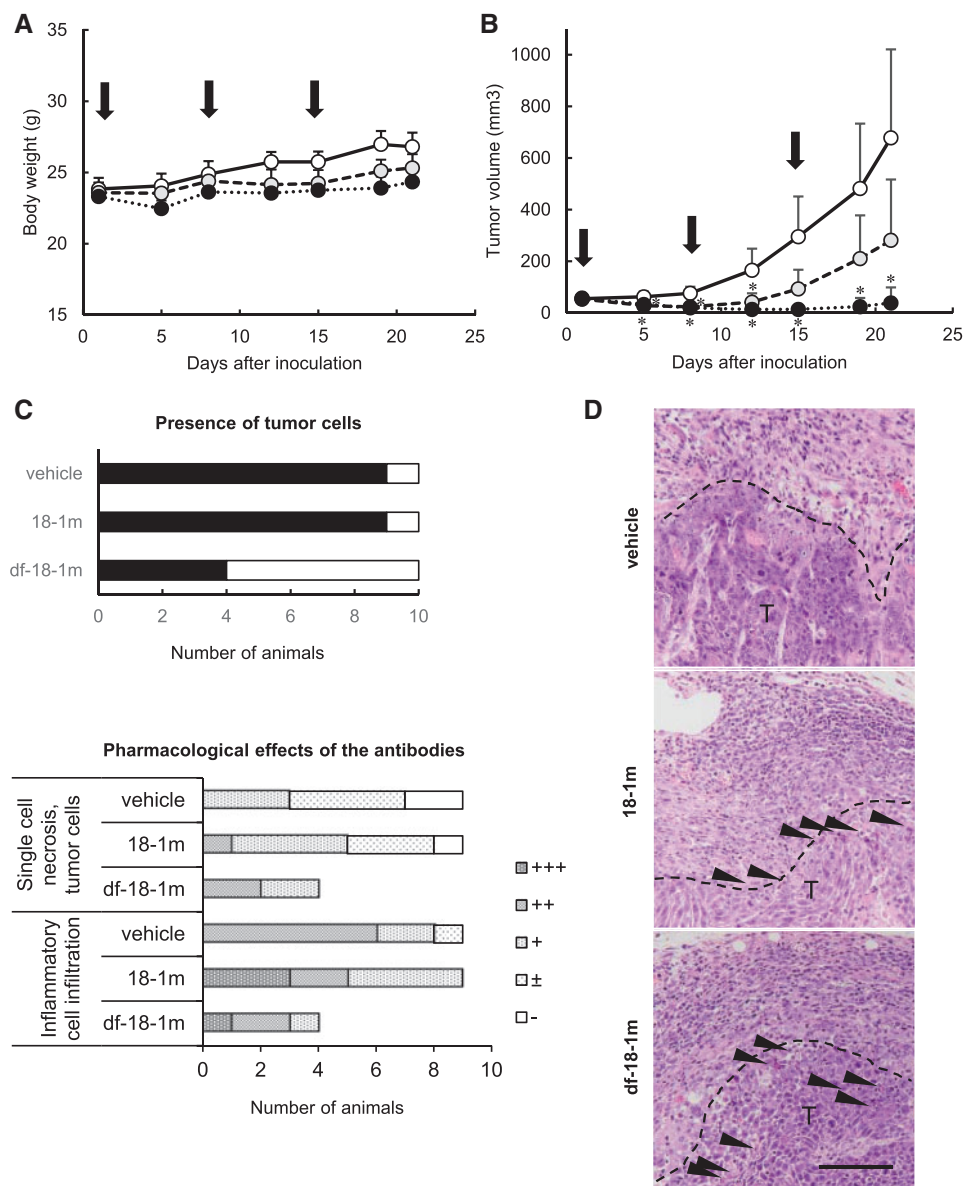 A
35
30
25
20
15
0
5
10
15
20
25
Body weight (g)
Days after inoculation
B
1000
800
600
400
200
0
0
5
10
15
20
25
Tumor volume (mm3)
*
*
*
*
*
*
*
*
*
Days after inoculation
C
Presence of tumor cells
vehicle
18-1m
df-18-1m
0
2
4
6
8
10
Number of animals
Pharmacological effects of the antibodies
Single cell
necrosis,
tumor cells
vehicle
18-1m
df-18-1m
Inflammatory
cell infiltration
vehicle
18-1m
df-18-1m
0
2
4
6
8
10
Number of animals
+++
++
+
±
-
D
vehicle
T
18-1m
T
df-18-1m
T